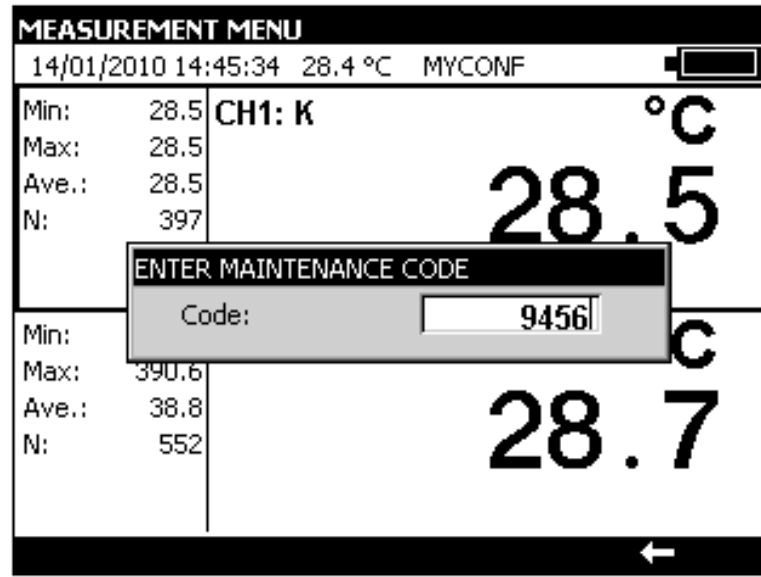 MEASUREMENT MENU
14/01/2010 14:45:34 28.4 °C MYCONF
Min: 28.5
Max: 28.5
Ave.: 28.5
N: 397
CH1: K °C
28.5
ENTER MAINTENANCE CODE
Code: 9456
Min:
Max: 390.6
Ave.: 38.8
N: 552
C
28.7